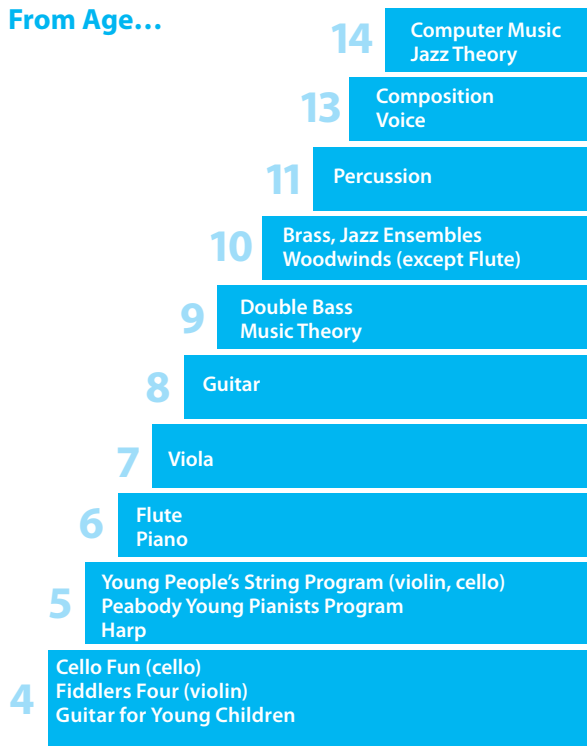 From Age…
14
Computer Music
Jazz Theory
13
Composition
Voice
11
Percussion
10
Brass, Jazz Ensembles
Woodwinds (except Flute)
9
Double Bass
Music Theory
8
Guitar
7
Viola
6
Flute
Piano
5
Young People’s String Program (violin, cello)
Peabody Young Pianists Program
Harp
4
Cello Fun (cello)
Fiddlers Four (violin)
Guitar for Young Children